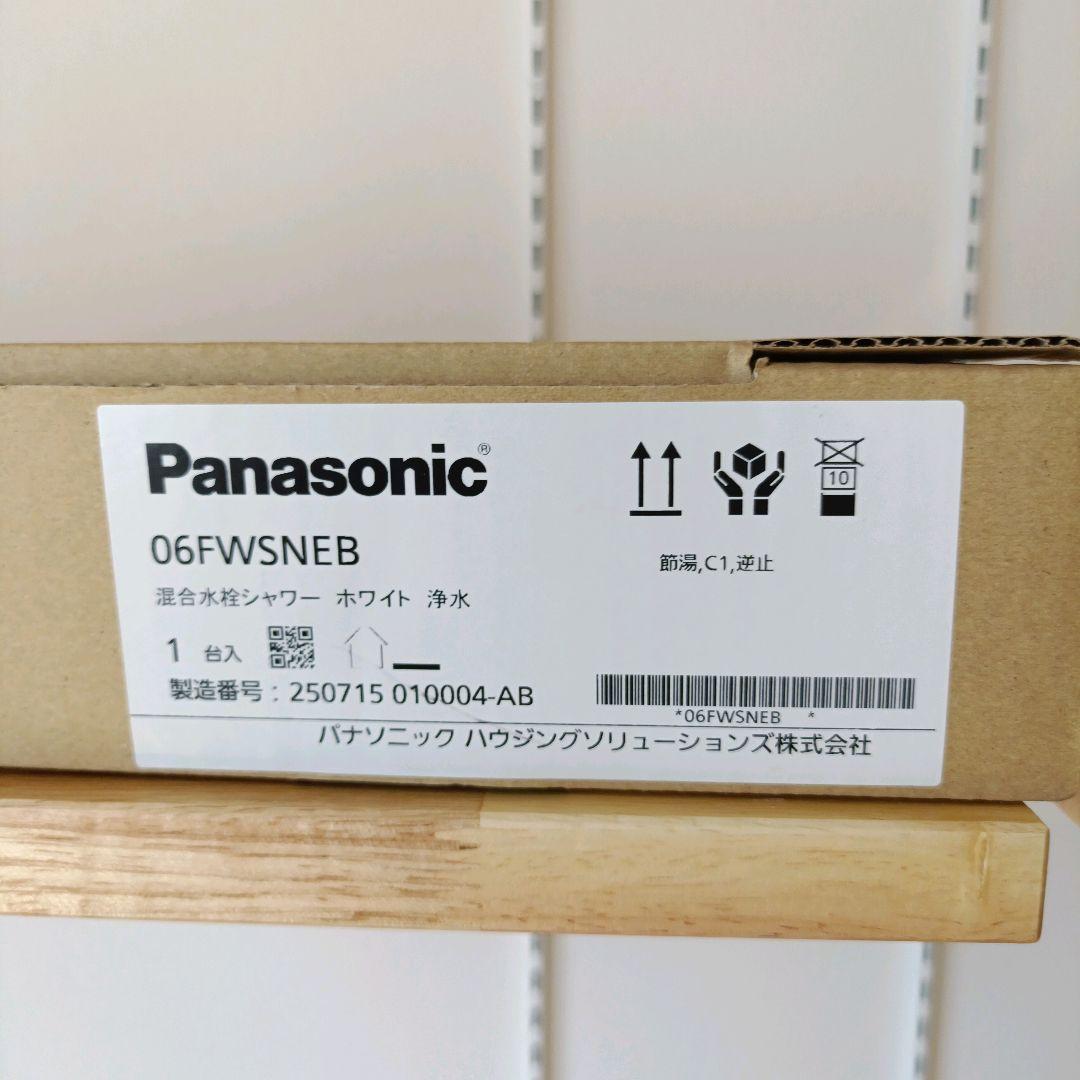 Panasonic®
10
06FWSNEB
節湯,C1,逆止
混合水栓シャワー ホワイト 浄水
1 台入
製造番号 : 250715 010004-AB
*06FWSNEB *
パナソニック ハウジングソリューションズ株式会社